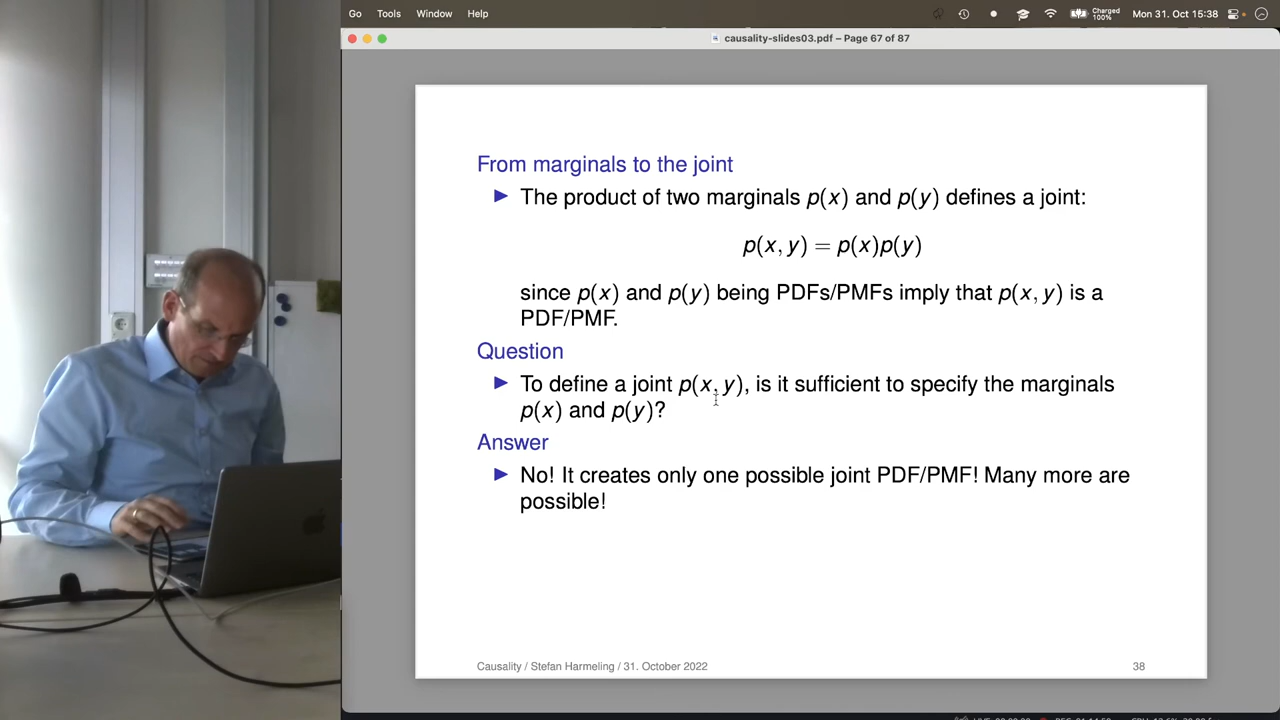 Go Tools Window Help
Charged
100%
Mon 31. Oct 15:38
causality-slides03.pdf – Page 67 of 87
From marginals to the joint
▶ The product of two marginals p(x) and p(y) defines a joint:
p(x, y) = p(x)p(y)
since p(x) and p(y) being PDFs/PMFs imply that p(x, y) is a
PDF/PMF.
Question
▶ To define a joint p(x, y), is it sufficient to specify the marginals
p(x) and p(y)?
Answer
▶ No! It creates only one possible joint PDF/PMF! Many more are
possible!
Causality / Stefan Harmeling / 31. October 2022
38